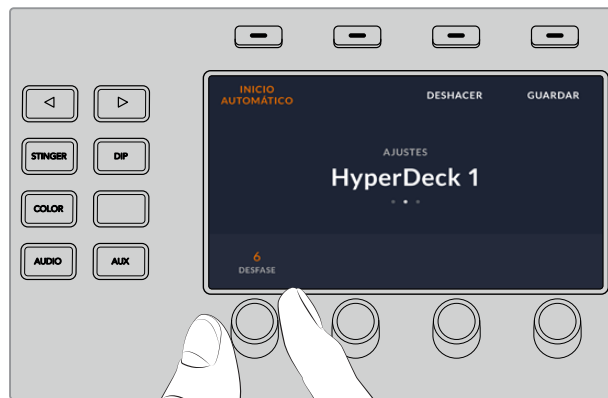 INICIO
AUTOMÁTICO
DESHACER
GUARDAR
AJUSTES
HyperDeck 1
6
DESFASE
STINGER
DIP
COLOR
AUDIO
AUX